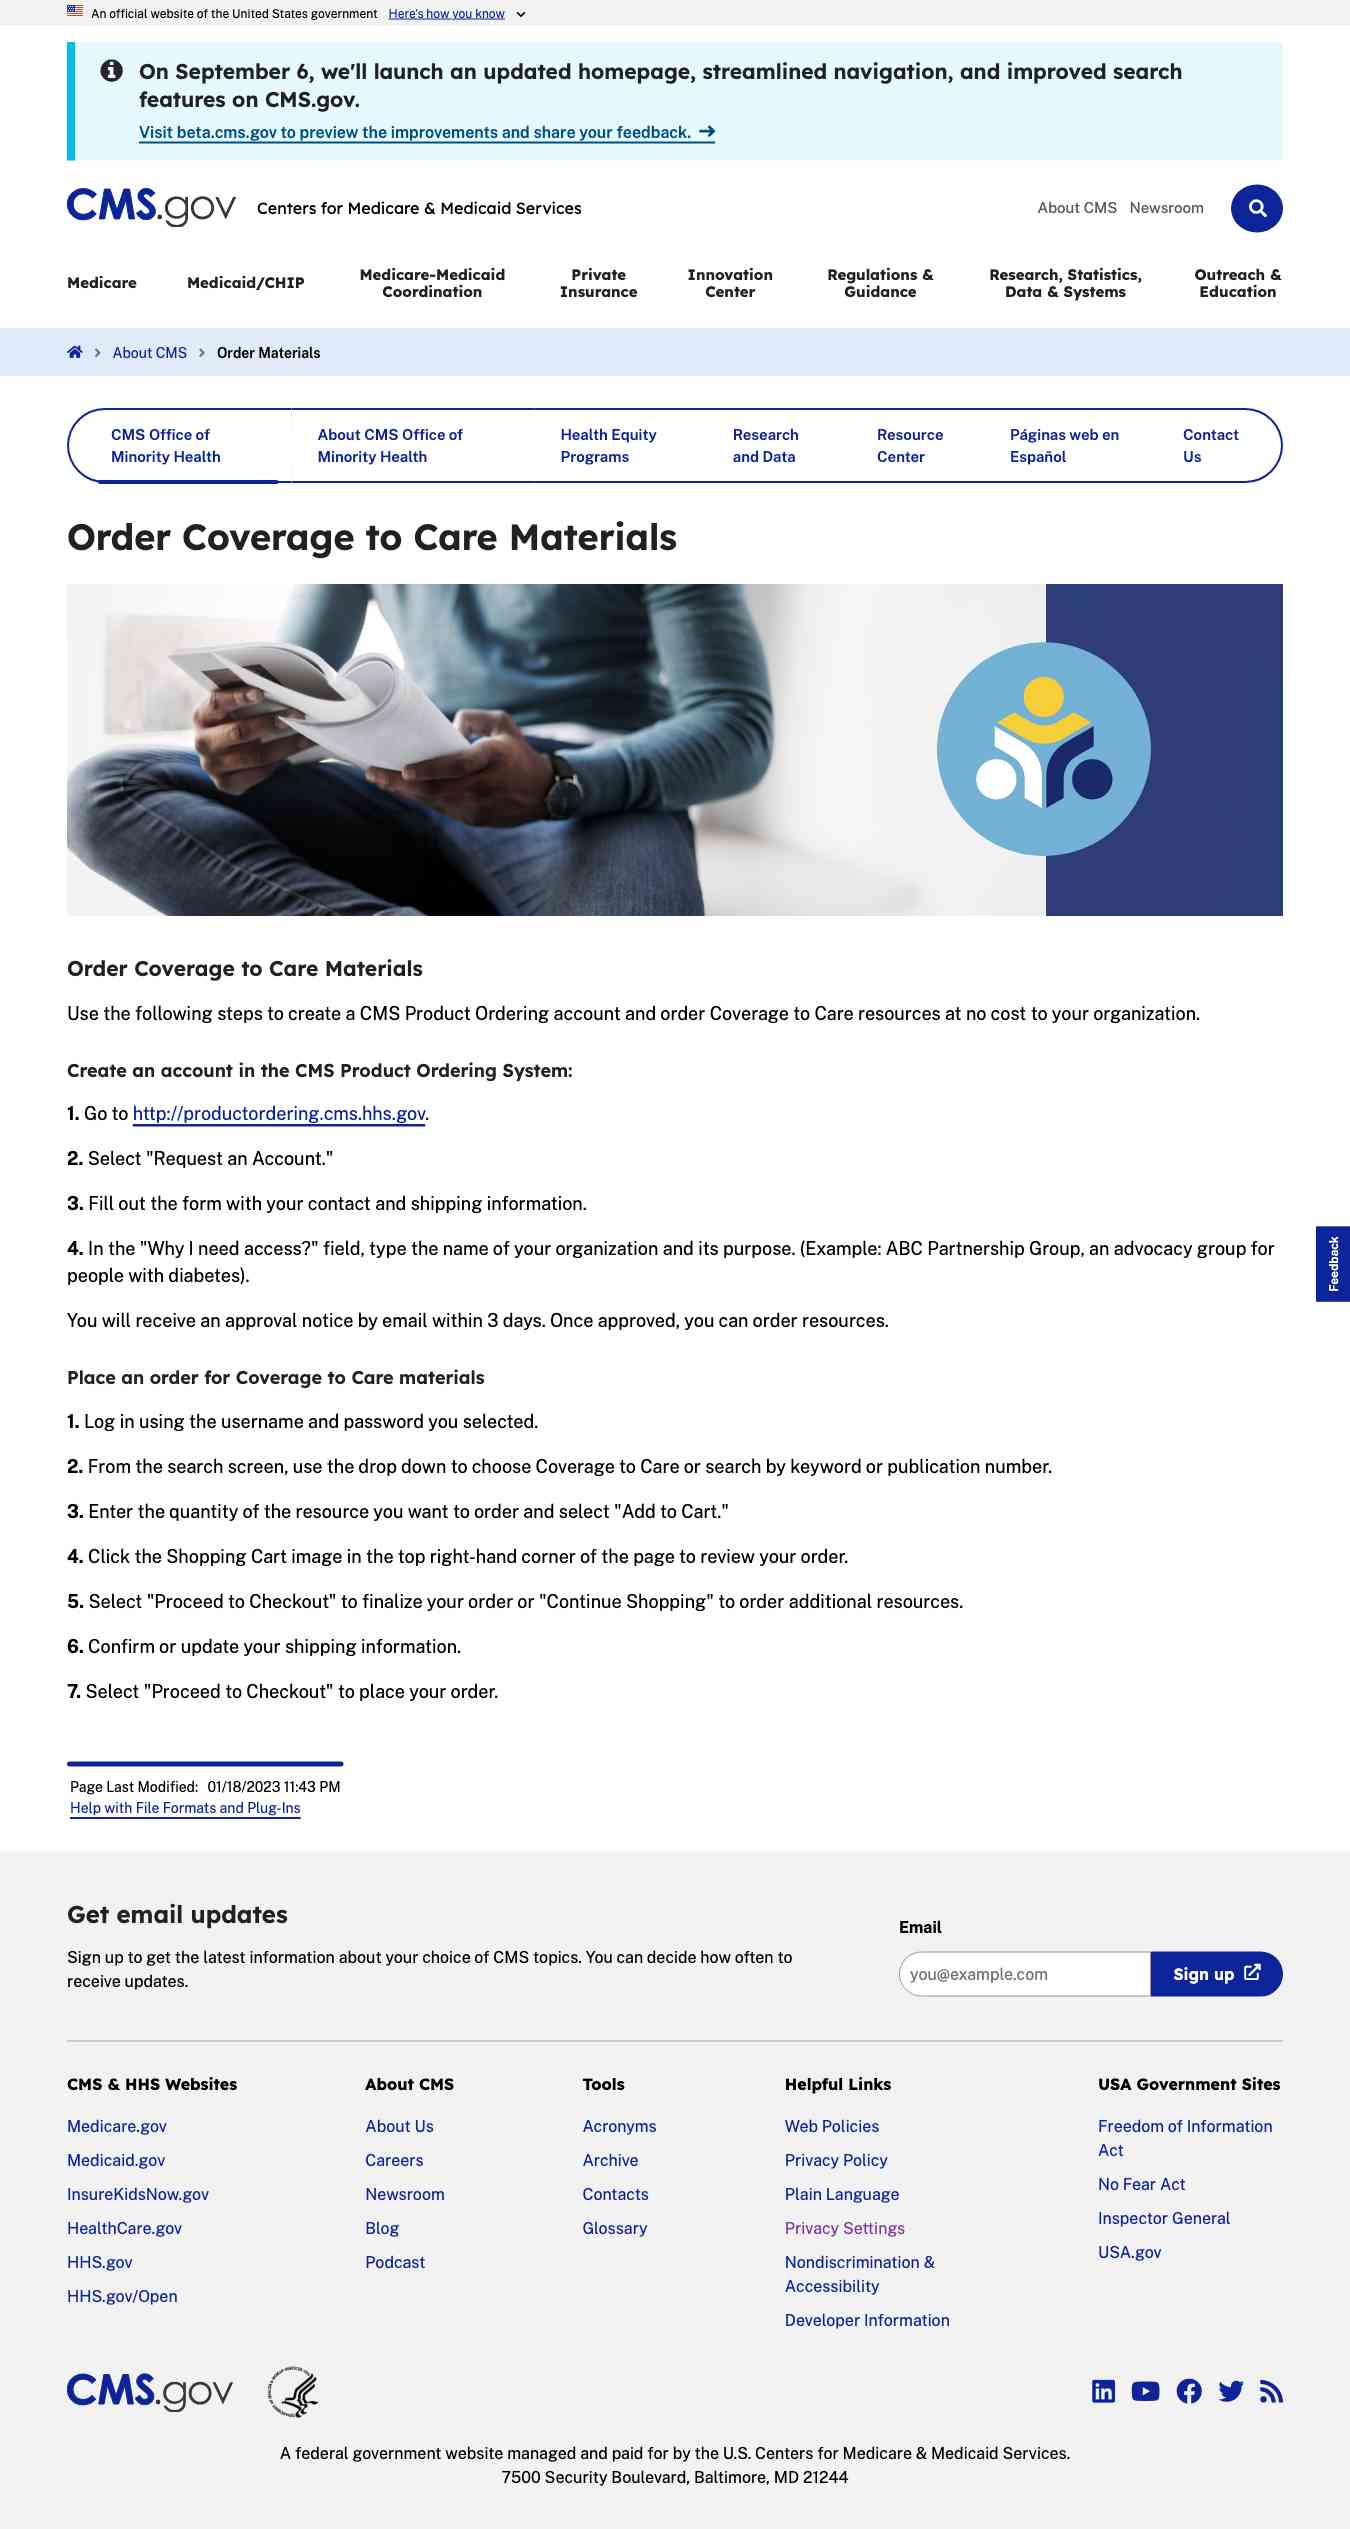 An official website of the United States government Here's how you know
On September 6, we'll launch an updated homepage, streamlined navigation, and improved search
features on CMS.gov.
Visit beta.cms.gov to preview the improvements and share your feedback.
CMS.gov Centers for Medicare & Medicaid Services
About CMS Newsroom
Medicare
Medicaid/CHIP
Medicare-Medicaid
Coordination
Private
Insurance
Innovation
Center
Regulations &
Guidance
Research, Statistics,
Data & Systems
Outreach &
Education
About CMS Order Materials
CMS Office of
Minority Health
About CMS Office of
Minority Health
Health Equity
Programs
Research
and Data
Resource
Center
Páginas web en
Español
Contact
Us
Order Coverage to Care Materials
Order Coverage to Care Materials
Use the following steps to create a CMS Product Ordering account and order Coverage to Care resources at no cost to your organization.
Create an account in the CMS Product Ordering System:
1. Go to http://productordering.cms.hhs.gov.
2. Select "Request an Account."
3. Fill out the form with your contact and shipping information.
4. In the "Why I need access?" field, type the name of your organization and its purpose. (Example: ABC Partnership Group, an advocacy group for
people with diabetes).
Feedback
You will receive an approval notice by email within 3 days. Once approved, you can order resources.
Place an order for Coverage to Care materials
1. Log in using the username and password you selected.
2. From the search screen, use the drop down to choose Coverage to Care or search by keyword or publication number.
3. Enter the quantity of the resource you want to order and select "Add to Cart."
4. Click the Shopping Cart image in the top right-hand corner of the page to review your order.
5. Select "Proceed to Checkout" to finalize your order or "Continue Shopping" to order additional resources.
6. Confirm or update your shipping information.
7. Select "Proceed to Checkout" to place your order.
Page Last Modified: 01/18/2023 11:43 PM
Help with File Formats and Plug-Ins
Get email updates
Sign up to get the latest information about your choice of CMS topics. You can decide how often to
receive updates.
Email
you@example.com
Sign up
CMS & HHS Websites
Medicare.gov
Medicaid.gov
InsureKidsNow.gov
HealthCare.gov
HHS.gov
HHS.gov/Open
About CMS
About Us
Careers
Newsroom
Blog
Podcast
Tools
Acronyms
Archive
Contacts
Glossary
Helpful Links
Web Policies
Privacy Policy
Plain Language
Privacy Settings
Nondiscrimination &
Accessibility
Developer Information
USA Government Sites
Freedom of Information
Act
No Fear Act
Inspector General
USA.gov
CMS.gov
A federal government website managed and paid for by the U.S. Centers for Medicare & Medicaid Services.
7500 Security Boulevard, Baltimore, MD 21244